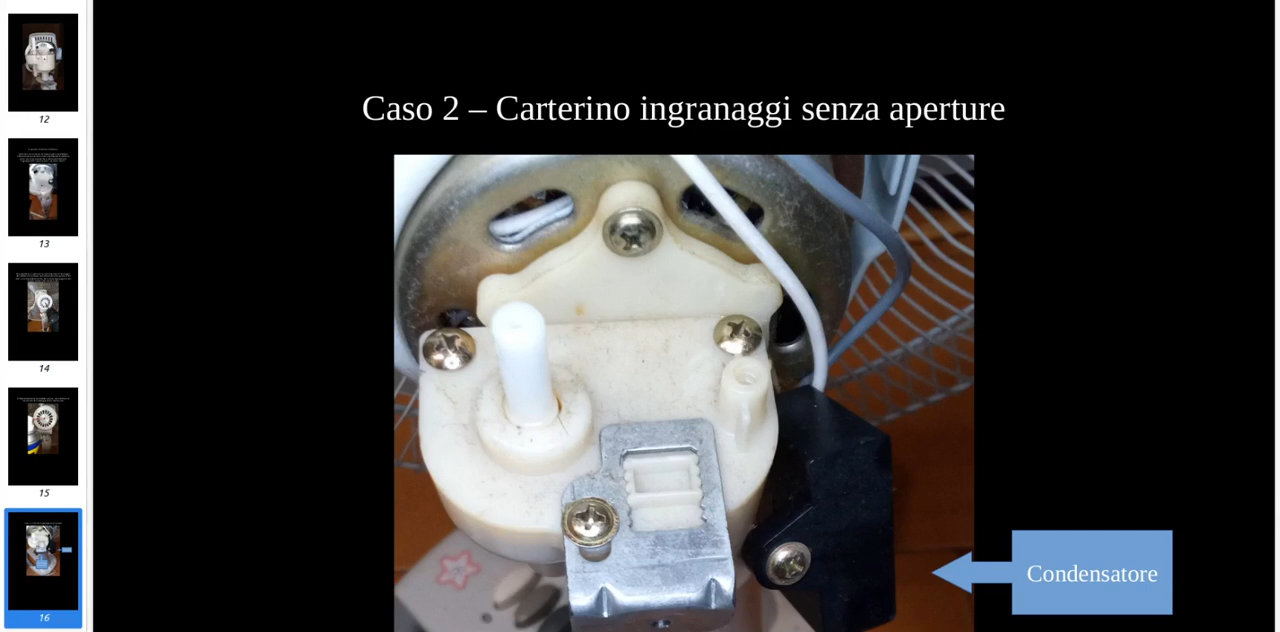 12
13
14
15
16
Caso 2 – Carterino ingranaggi senza aperture
Condensatore